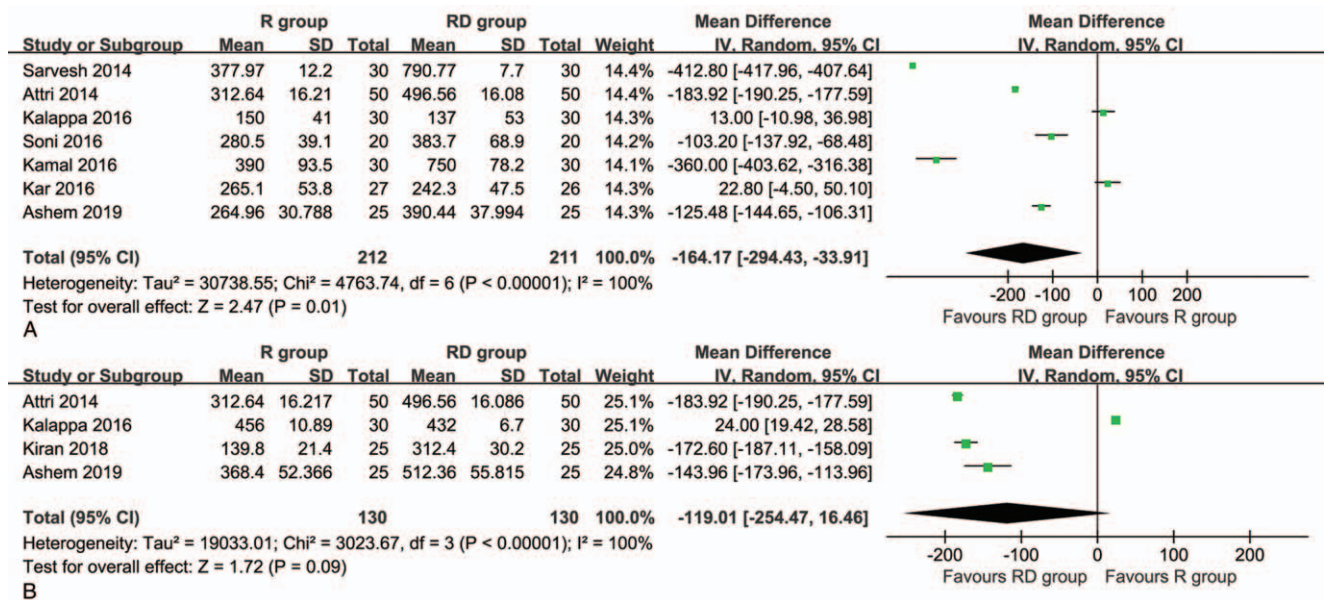 R group RD group Mean Difference Mean Difference
Study or Subgroup Mean SD Total Mean SD Total Weight IV, Random, 95% CI IV, Random, 95% CI
Sarvesh 2014 377.97 12.2 30 790.77 7.7 30 14.4% -412.80 [-417.96, -407.64]
Attri 2014 312.64 16.21 50 496.56 16.08 50 14.4% -183.92 [-190.25, -177.59]
Kalappa 2016 150 41 30 137 53 30 14.3% 13.00 [-10.98, 36.98]
Soni 2016 280.5 39.1 20 383.7 68.9 20 14.2% -103.20 [-137.92, -68.48]
Kamal 2016 390 93.5 30 750 78.2 30 14.1% -360.00 [-403.62, -316.38]
Kar 2016 265.1 53.8 27 242.3 47.5 26 14.3% 22.80 [-4.50, 50.10]
Ashem 2019 264.96 30.788 25 390.44 37.994 25 14.3% -125.48 [-144.65, -106.31]
Total (95% CI) 212 211 100.0% -164.17 [-294.43, -33.91]
Heterogeneity: Tau² = 30738.55; Chi² = 4763.74, df = 6 (P < 0.00001); I² = 100%
Test for overall effect: Z = 2.47 (P = 0.01)
-200 -100 0 100 200
Favours RD group Favours R group
A
R group RD group Mean Difference Mean Difference
Study or Subgroup Mean SD Total Mean SD Total Weight IV, Random, 95% CI IV, Random, 95% CI
Attri 2014 312.64 16.217 50 496.56 16.086 50 25.1% -183.92 [-190.25, -177.59]
Kalappa 2016 456 10.89 30 432 6.7 30 25.1% 24.00 [19.42, 28.58]
Kiran 2018 139.8 21.4 25 312.4 30.2 25 25.0% -172.60 [-187.11, -158.09]
Ashem 2019 368.4 52.366 25 512.36 55.815 25 24.8% -143.96 [-173.96, -113.96]
Total (95% CI) 130 130 100.0% -119.01 [-254.47, 16.46]
Heterogeneity: Tau² = 19033.01; Chi² = 3023.67, df = 3 (P < 0.00001); I² = 100%
Test for overall effect: Z = 1.72 (P = 0.09)
-200 -100 0 100 200
Favours RD group Favours R group
B